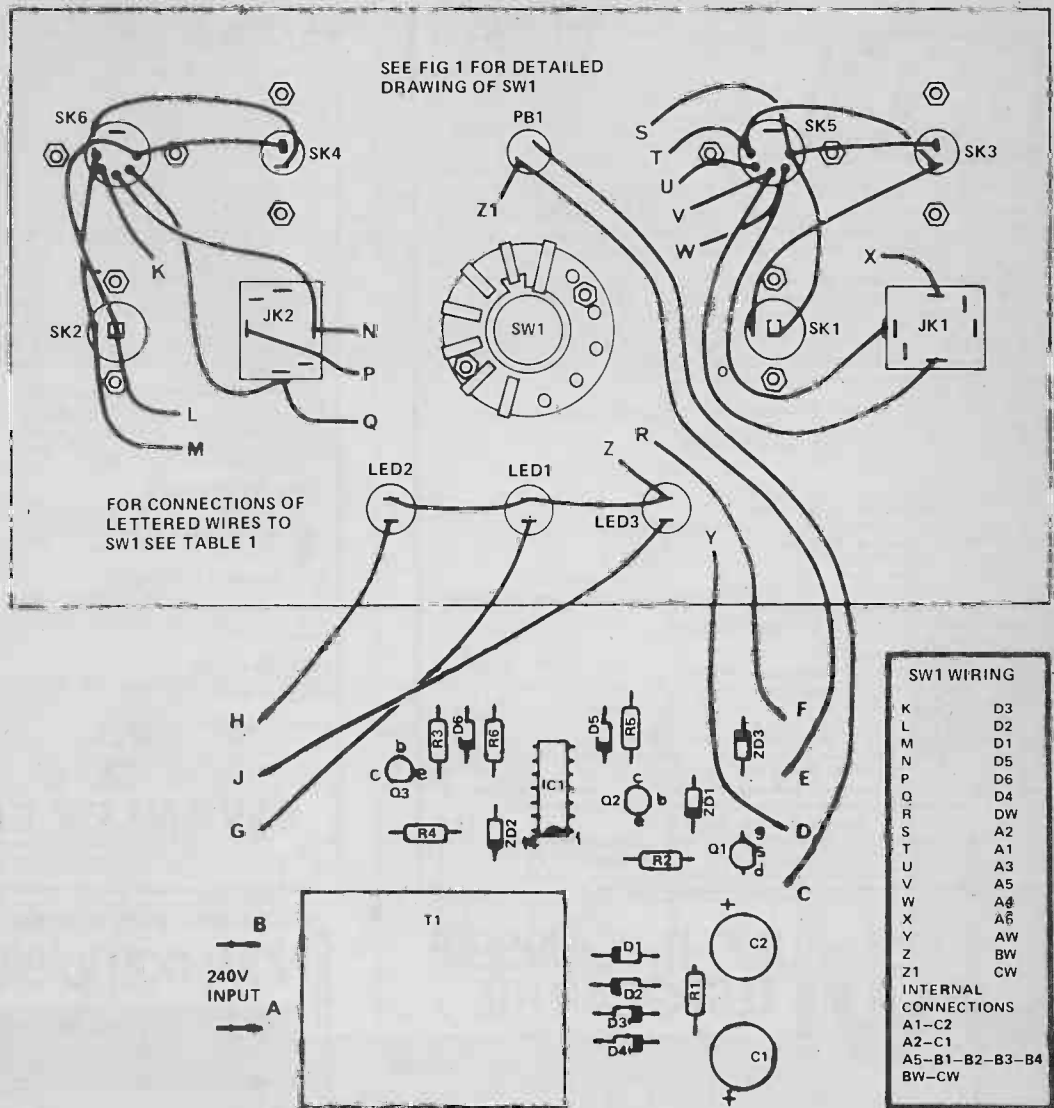 SEE FIG 1 FOR DETAILED
DRAWING OF SW1
SK6
SK4
PB1
S
T
U
V
W
SK5
SK3
Z1
K
X
SK2
JK2
N
P
Q
L
M
SW1
SK1
JK1
R
Z
LED2
LED1
LED3
Y
FOR CONNECTIONS OF
LETTERED WIRES TO
SW1 SEE TABLE 1
H
J
G
b
c
e
Q3
R3
D6
R6
R4
ZD2
IC1
1
D5
R5
c
Q2
b
e
ZD1
ZD3
R2
Q1
g
s
d
F
E
D
C
B
240V
INPUT
A
T1
D1
D2
D3
D4
R1
+
C2
C1
+
SW1 WIRING
K D3
L D2
M D1
N D5
P D6
Q D4
R DW
S A2
T A1
U A3
V A5
W A4
X A6
Y AW
Z BW
Z1 CW
INTERNAL
CONNECTIONS
A1–C2
A2–C1
A5–B1–B2–B3–B4
BW–CW